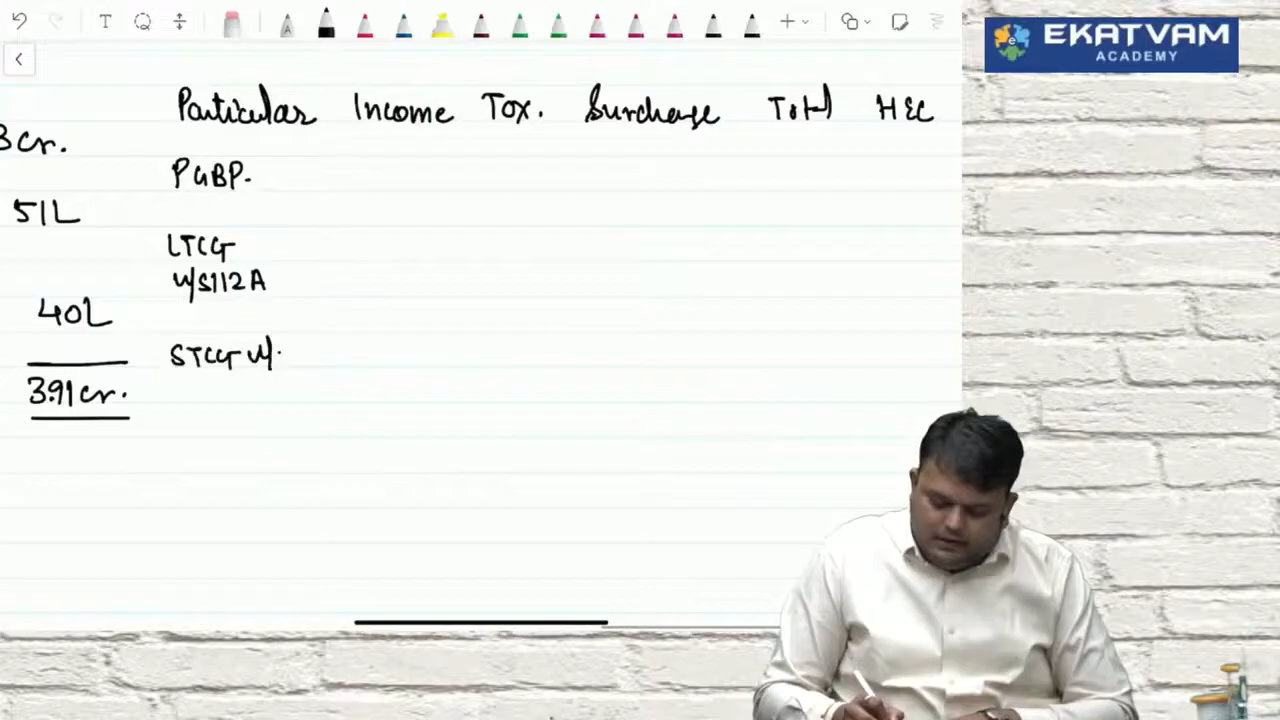 EKATVAM
ACADEMY
Particular Income Tax. Surcharge Total HEC
3cr.
PGBP.
51L
LTCG
u/s112A
40L
STCG u/
3.91cr.